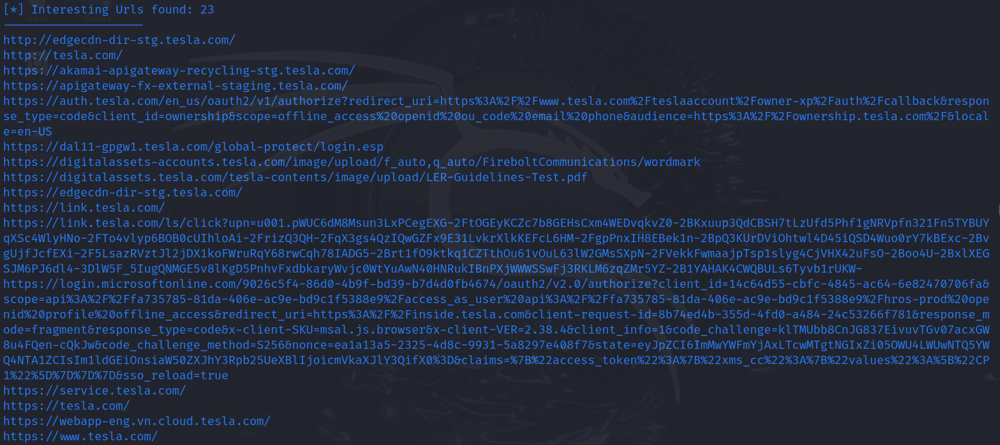 [*] Interesting Urls found: 23
Trash Dmitry
http://edgecdn-dir-stg.tesla.com/
http://tesla.com/
https://akamai-apigateway-recycling-stg.tesla.com/
https://apigateway-fx-external-staging.tesla.com/
https://auth.tesla.com/en_us/oauth2/v1/authorize?redirect_uri=https%3A%2F%2Fwww.tesla.com%2Fteslaaccount%2Fowner-xp%2Fauth%2Fcallback&respon
se_type=code&client_id=ownership&scope=offline_access%20openid%20ou_code%20email%20phone&audience=https%3A%2F%2Fownership.tesla.com%2F&local
e=en-US
https://dal11-gpgw1.tesla.com/global-protect/login.esp
https://digitalassets-accounts.tesla.com/image/upload/f_auto,q_auto/FireboltCommunications/wordmark
https://digitalassets.tesla.com/tesla-contents/image/upload/LER-Guidelines-Test.pdf
https://edgecdn-dir-stg.tesla.com/
https://link.tesla.com/
https://link.tesla.com/ls/click?upn=u001.pWUC6dM8Msun3LxPCegEXG-2FtOGEyKCZc7b8GEHsCxm4WEDvqkvZ0-2BKxuup3QdCBSH7tLzUfd5Phf1gNRVpfn321Fn5TYBUY
qXSc4WlyHNo-2FTo4vlyp6BOB0cUIhloAi-2FrizQ3QH-2FqX3gs4QzIQwGZFx9E31LvkrXlkKEFcL6HM-2FgpPnxIH8EBek1n-2BpQ3KUrDViOhtwl4D45iQSD4Wuo0rY7kBExc-2Bv
gUjfJcfEXi-2F5LsazRVztJl2jDX1koFWruRqY68rwCqh78IADG5-2Brt1fO9ktkq1CZTthOu61vOuL63lW2GMsSXpN-2FVekkFwmaajpTsp1slyg4CjVHX42uFsO-2Boo4U-2BxlXEG
SJM6PJ6dl4-3DlW5F_5IugQNMGE5v8lKgD5PnhvFxdbkaryWvjc0WtYuAwN40HNRukIBnPXjWWWSSwFj3RKLM6zqZMr5YZ-2B1YAHAK4CWQBULs6Tyvb1rUKW-
https://login.microsoftonline.com/9026c5f4-86d0-4b9f-bd39-b7d4d0fb4674/oauth2/v2.0/authorize?client_id=14c64d55-cbfc-4845-ac64-6e82470706fa&
scope=api%3A%2F%2Ffa735785-81da-406e-ac9e-bd9c1f5388e9%2Faccess_as_user%20api%3A%2F%2Ffa735785-81da-406e-ac9e-bd9c1f5388e9%2Fhros-prod%20ope
nid%20profile%20offline_access&redirect_uri=https%3A%2F%2Finside.tesla.com&client-request-id=8b74ed4b-355d-4fd0-a484-24c53266f781&response_m
ode=fragment&response_type=code&x-client-SKU=msal.js.browser&x-client-VER=2.38.4&client_info=1&code_challenge=klTMUbb8CnJG837EivuvTGv07acxGW
8u4FQen-cQkJw&code_challenge_method=S256&nonce=ea1a13a5-2325-4d8c-9931-5a8297e408f7&state=eyJpZCI6ImMwYWFmYjAxLTcwMTgtNGIxZi05OWU4LWUwNTQ5YW
Q4NTA1ZCIsIm1ldGEiOnsiaW50ZXJhY3Rpb25UeXBlIjoicmVkaXJlY3QifX0%3D&claims=%7B%22access_token%22%3A%7B%22xms_cc%22%3A%7B%22values%22%3A%5B%22CP
1%22%5D%7D%7D%7D&sso_reload=true
https://service.tesla.com/
https://tesla.com/
https://webapp-eng.vn.cloud.tesla.com/
https://www.tesla.com/